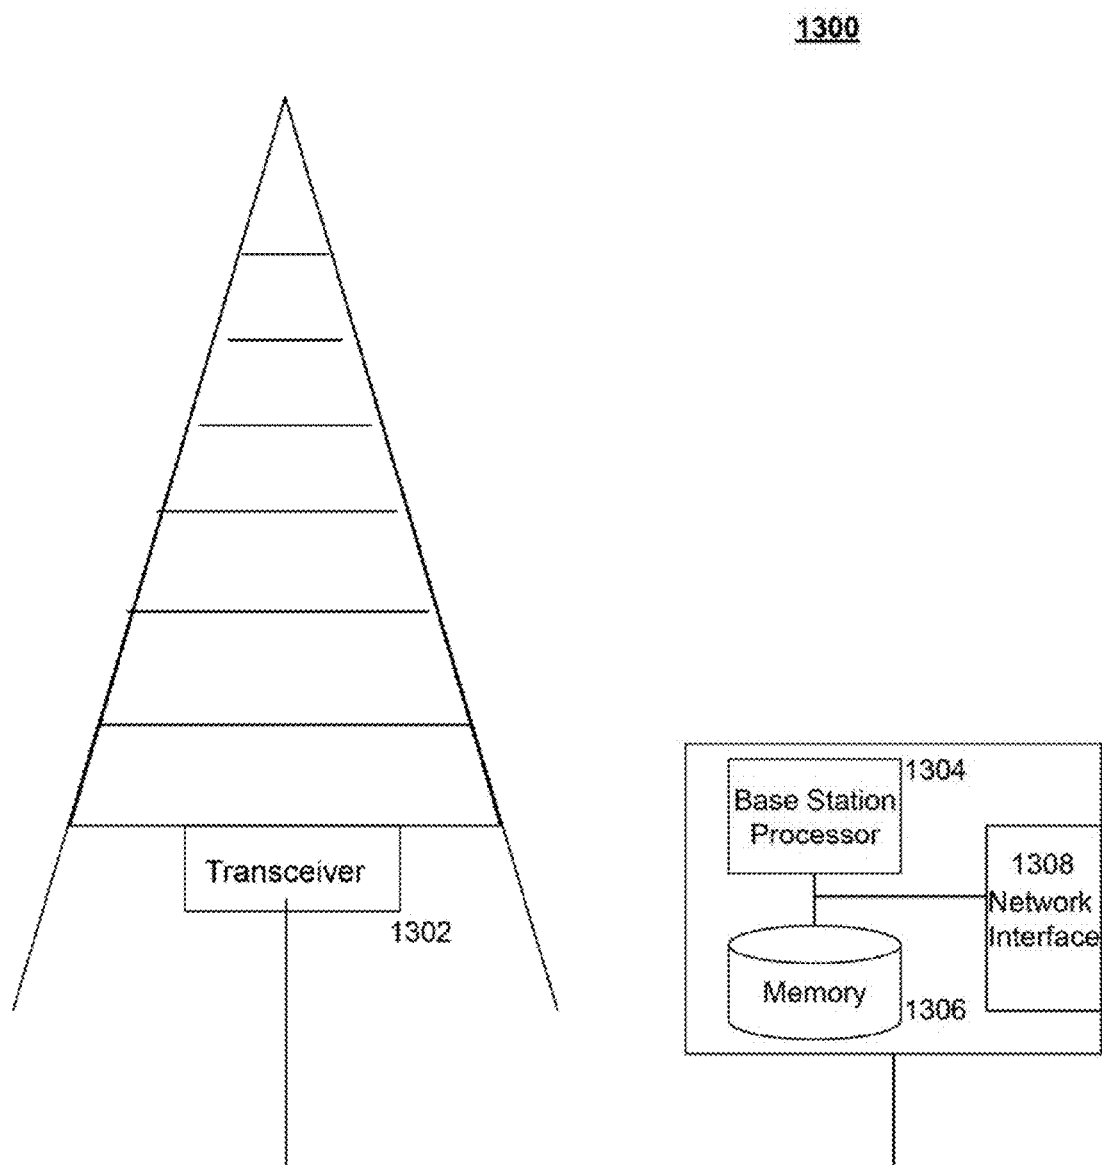 1300
1304
Base Station
Processor
1308
Network
Interface
Transceiver
1302
Memory
1306